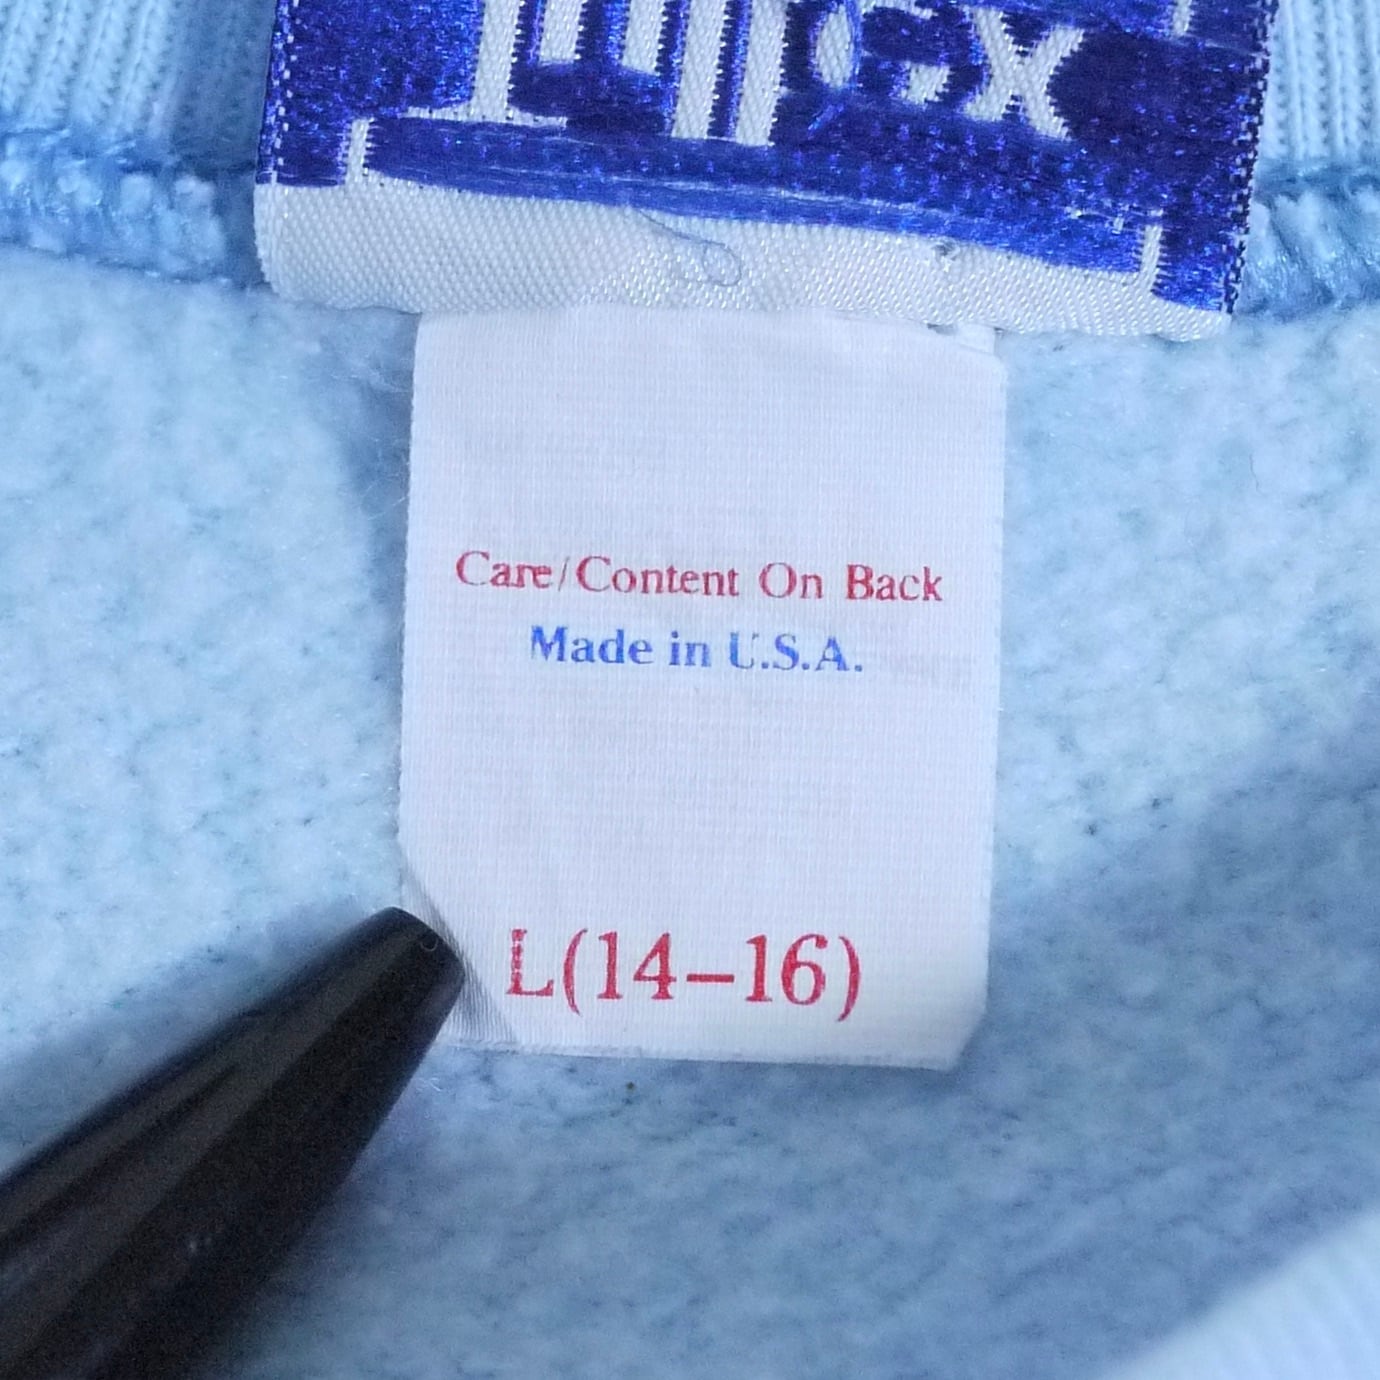 Care/Content On Back
Made in U.S.A.
L(14-16)